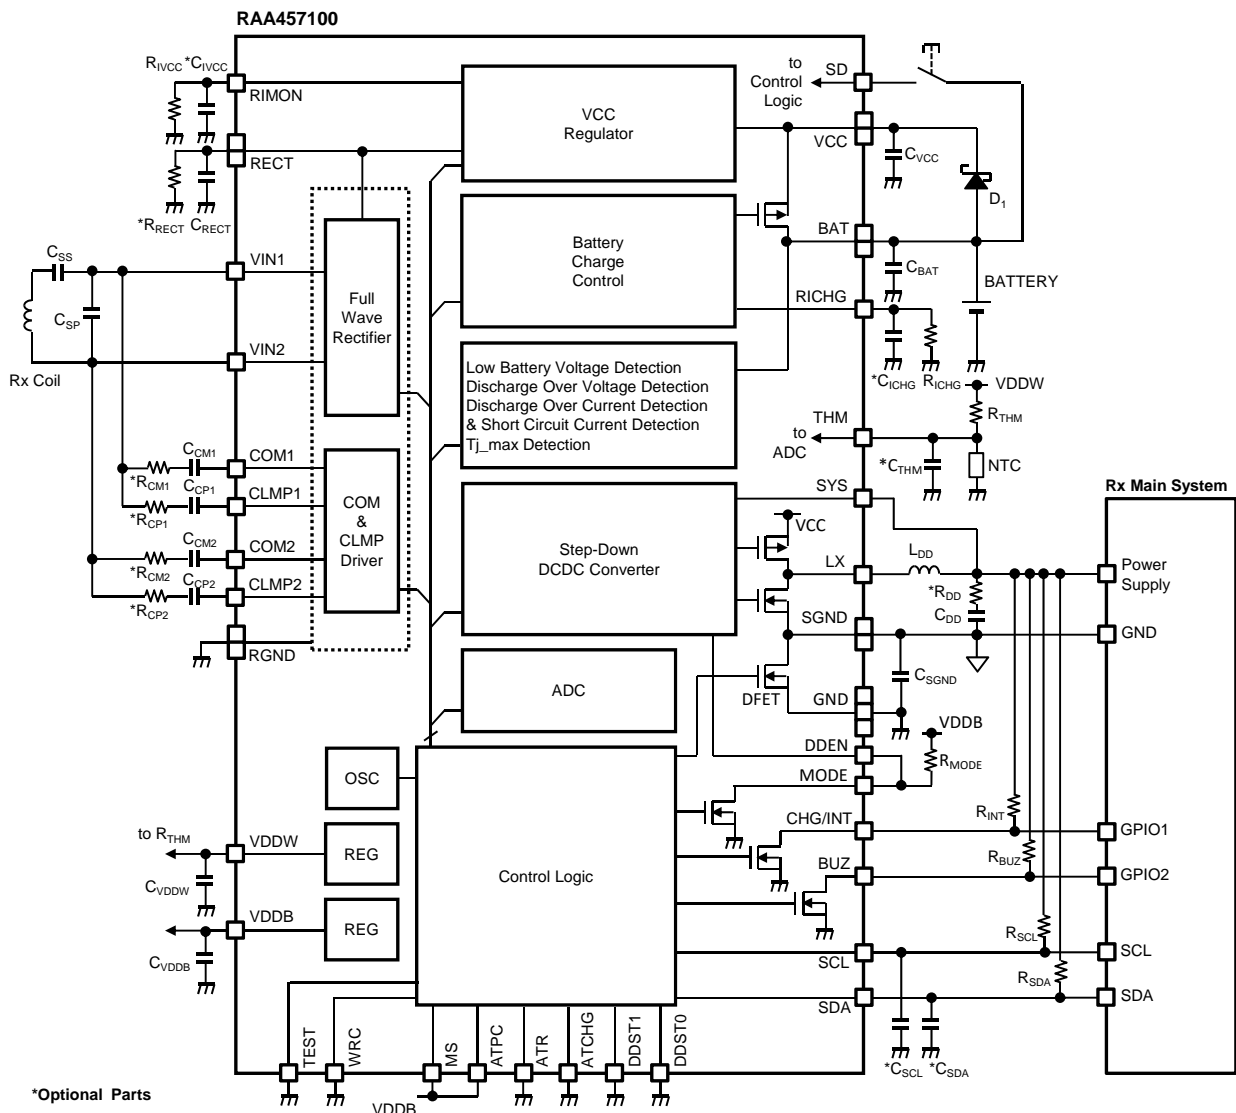 RAA457100
RIVCC *CIVCC
RIMON
RECT
*RRECT CRECT
VCC
Regulator
to
Control
Logic
SD
VCC
CVCC
D1
Battery
Charge
Control
BAT
CBAT
BATTERY
RICHG
*CICHG RICHG
CSS
CSP
Rx Coil
VIN1
VIN2
Full
Wave
Rectifier
Low Battery Voltage Detection
Discharge Over Voltage Detection
Discharge Over Current Detection
& Short Circuit Current Detection
Tj_max Detection
VDDW
RTHM
THM
to
ADC
*CTHM
NTC
CCM1
*RCM1
COM1
CCP1
*RCP1
CLMP1
CCM2
*RCM2
COM2
CCP2
*RCP2
CLMP2
RGND
COM
&
CLMP
Driver
Step-Down
DCDC Converter
SYS
VCC
LX
LDD
*RDD
CDD
SGND
CSGND
DFET
GND
Rx Main System
Power
Supply
GND
ADC
DDEN
VDDB
RMODE
MODE
OSC
REG
REG
Control Logic
to RTHM
VDDW
CVDDW
VDDB
CVDDB
CHG/INT
RINT
GPIO1
BUZ
RBUZ
GPIO2
SCL
RSCL
SCL
SDA
RSDA
SDA
*CSCL *CSDA
TEST
WRC
MS
ATPC
ATR
ATCHG
DDST1
DDST0
VDDB
*Optional Parts